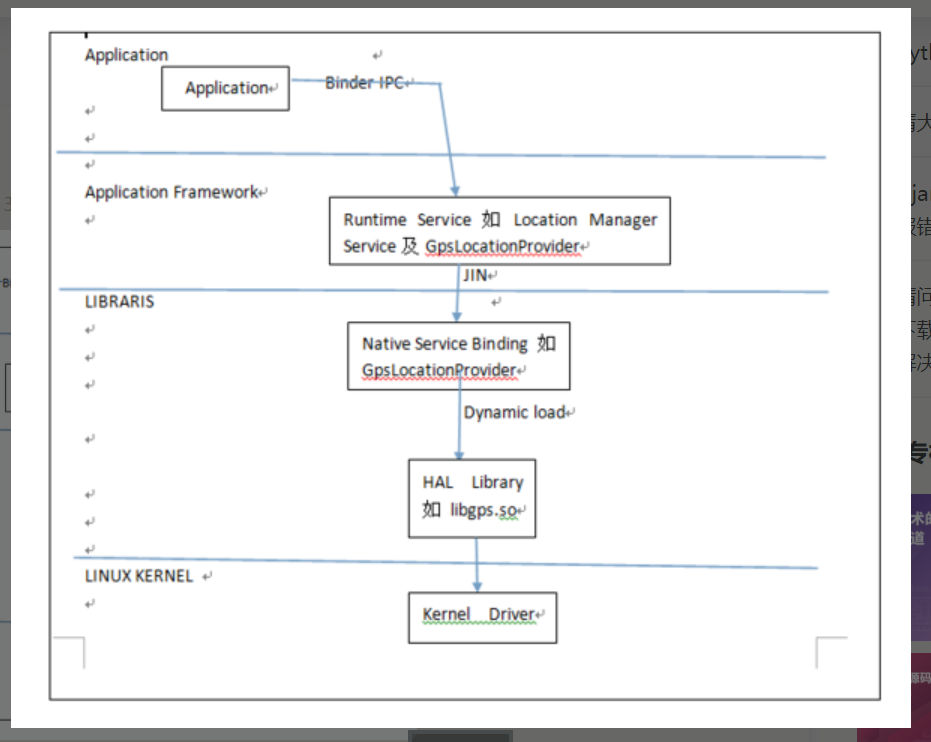 Application
Application
Binder IPC
Application Framework
Runtime Service 如 Location Manager
Service 及 GpsLocationProvider
JIN
LIBRARIS
Native Service Binding 如
GpsLocationProvider
Dynamic load
HAL Library
如 libgps.so
LINUX KERNEL
Kernel Driver